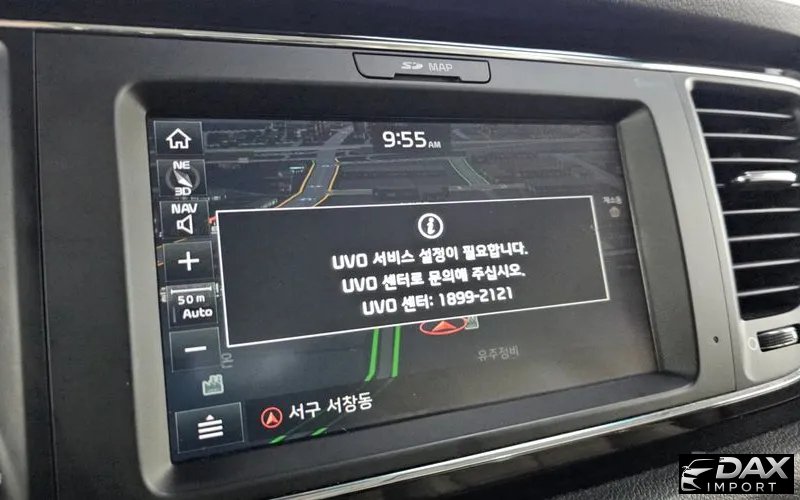 SD MAP
9:55 AM
NE
3D
NAV
50 m
Auto
UVO 서비스 설정이 필요합니다.
UVO 센터로 문의해 주십시오.
UVO 센터: 1899-2121
유주정비
서구 서창동
DAX
IMPORT